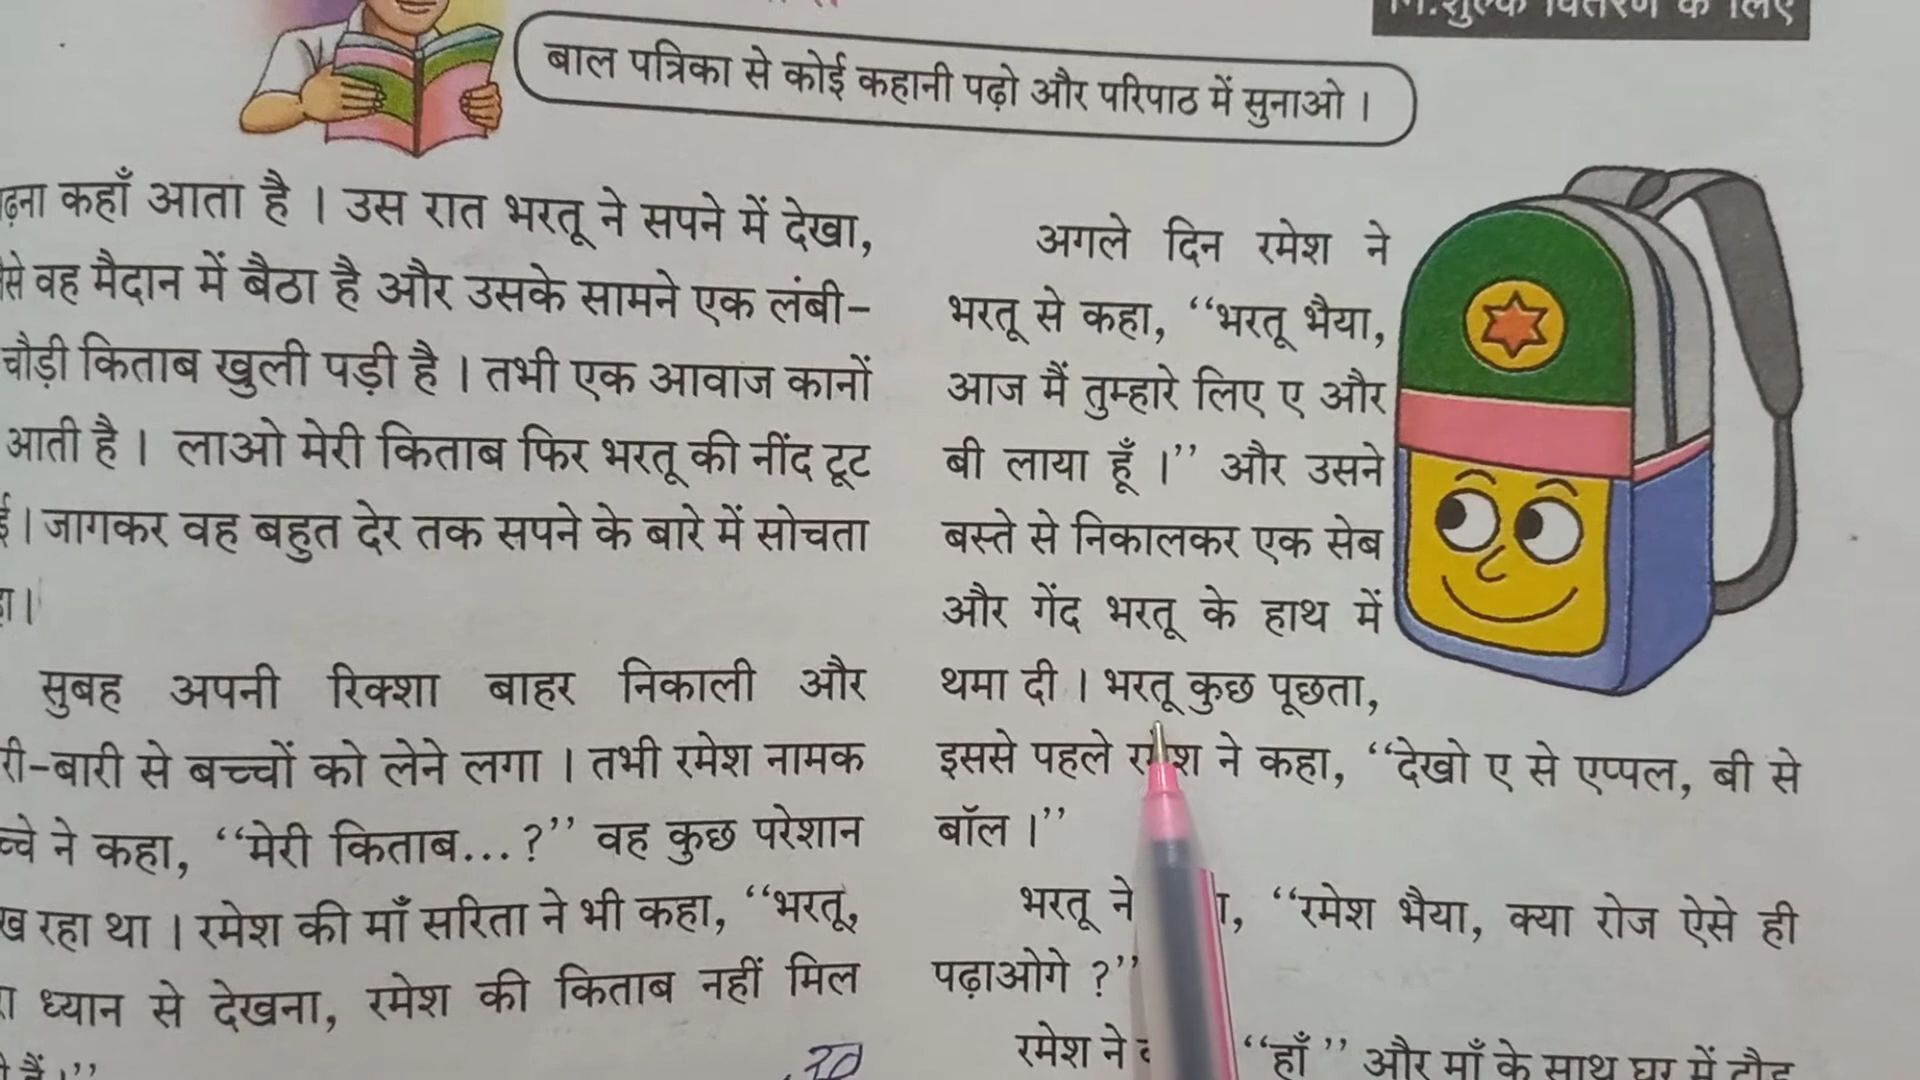 नि:शुल्क वितरण के लिए
बाल पत्रिका से कोई कहानी पढ़ो और परिपाठ में सुनाओ ।
कहाँ आता है । उस रात भरतू ने सपने में देखा,
वह मैदान में बैठा है और उसके सामने एक लंबी-
चौड़ी किताब खुली पड़ी है । तभी एक आवाज कानों
आती है । लाओ मेरी किताब फिर भरतू की नींद टूट
। जागकर वह बहुत देर तक सपने के बारे में सोचता
।
सुबह अपनी रिक्शा बाहर निकाली और
-बारी से बच्चों को लेने लगा । तभी रमेश नामक
ने कहा, “मेरी किताब...?” वह कुछ परेशान
रहा था । रमेश की माँ सरिता ने भी कहा, “भरतू,
ध्यान से देखना, रमेश की किताब नहीं मिल
हैं।”
अगले दिन रमेश ने
भरतू से कहा, “भरतू भैया,
आज मैं तुम्हारे लिए ए और
बी लाया हूँ ।” और उसने
बस्ते से निकालकर एक सेब
और गेंद भरतू के हाथ में
थमा दी । भरतू कुछ पूछता,
इससे पहले रमेश ने कहा, “देखो ए से एप्पल, बी से
बॉल ।”
भरतू ने , “रमेश भैया, क्या रोज ऐसे ही
पढ़ाओगे ?”
रमेश ने “हाँ” और माँ के साथ घर में दौड़